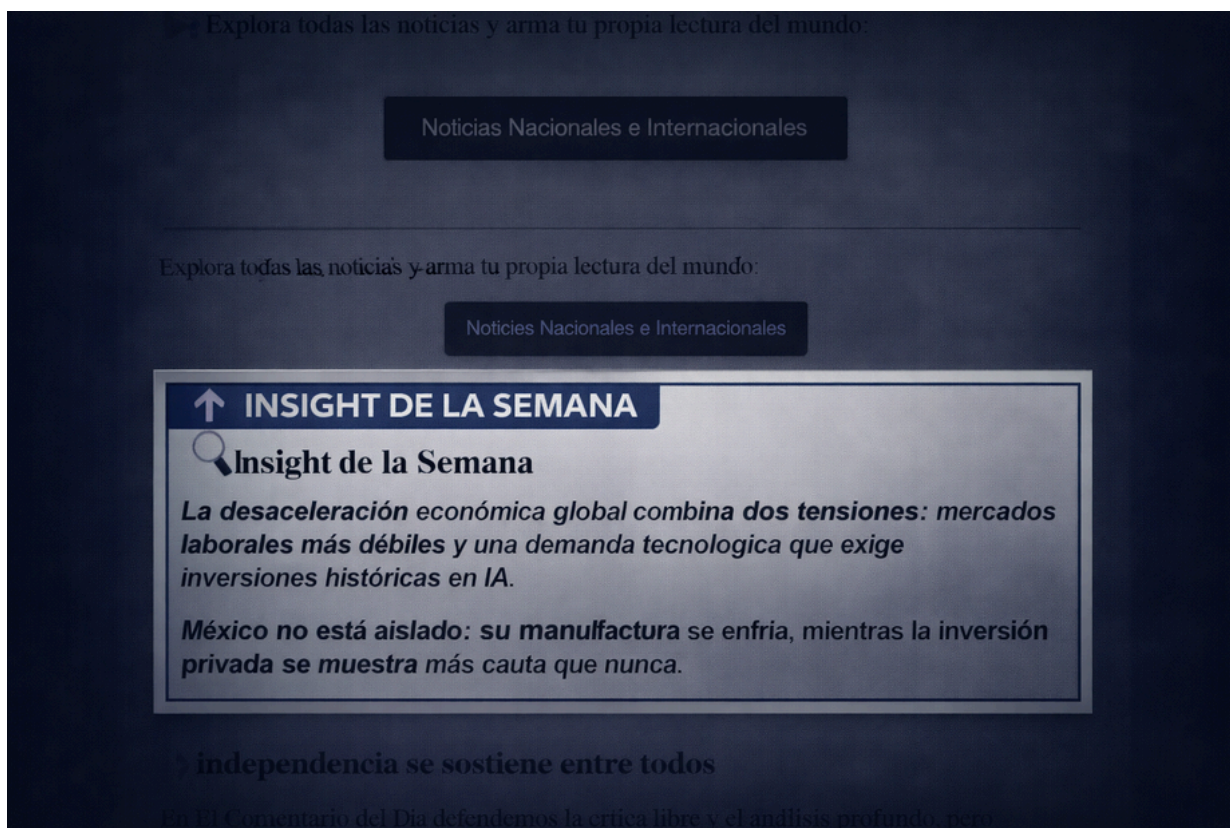 Explora todas las noticias y arma tu propia lectura del mundo:
Noticias Nacionales e Internacionales
Explora todas las noticias y arma tu propia lectura del mundo:
Noticies Nacionales e Internacionales
INSIGHT DE LA SEMANA
Insight de la Semana
La desaceleración económica global combina dos tensiones: mercados
laborales más débiles y una demanda tecnologica que exige
inversiones históricas en IA.
México no está aislado: su manulfactura se enfria, mientras la inversión
privada se muestra más cauta que nunca.
independencia se sostiene entre todos
En El Comentario del Dia defendemos la crtica libre y el análisis profundo, pero